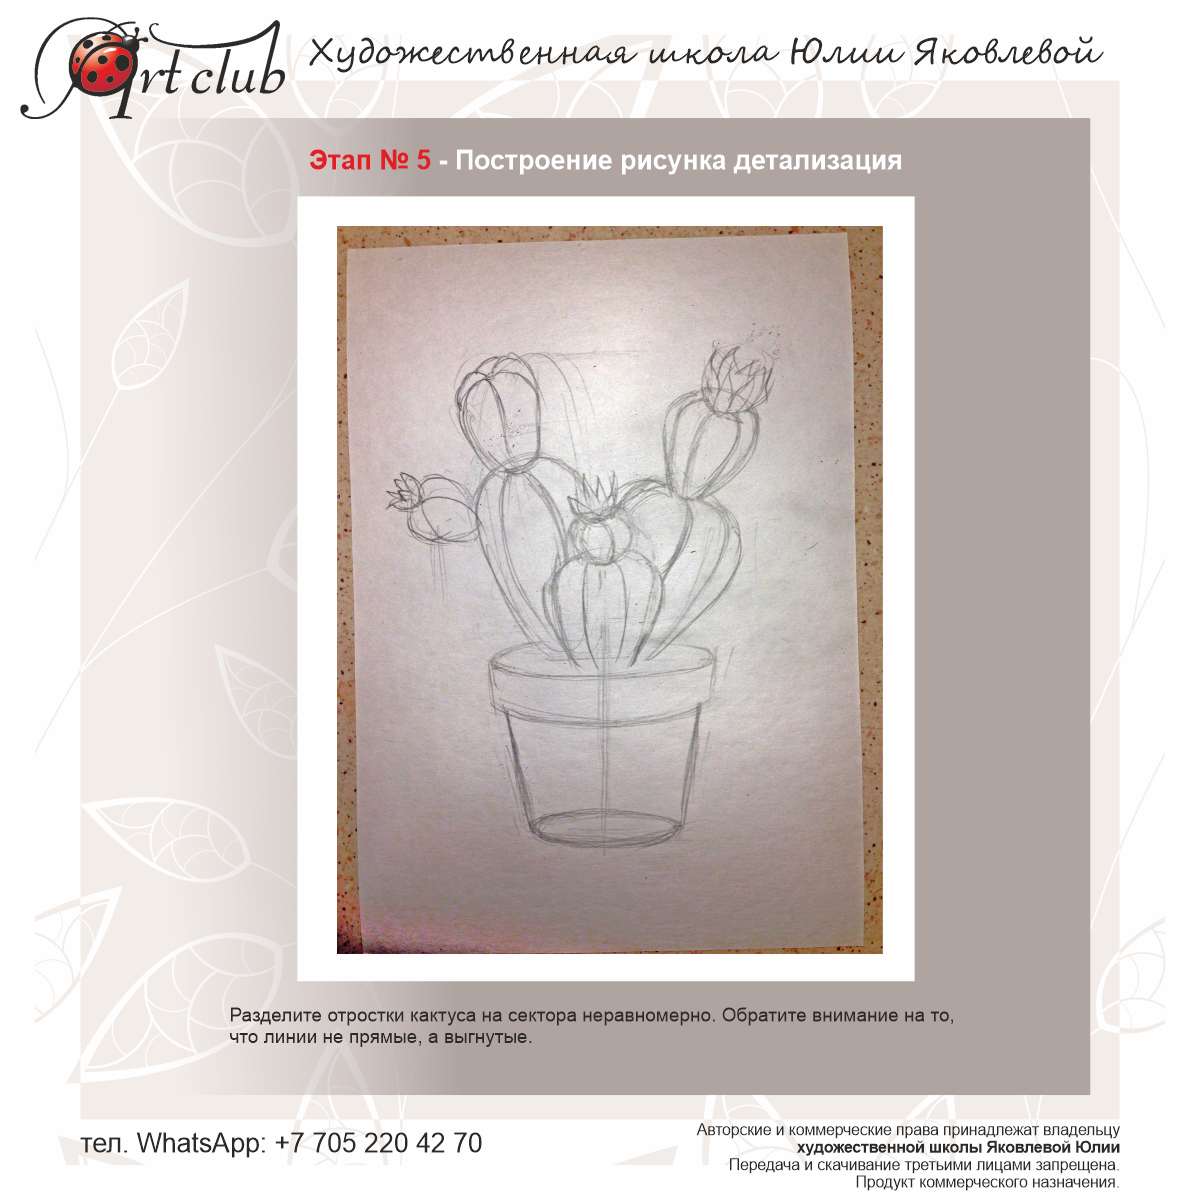 Art club
Художественная школа Юлии Яковлевой
Этап № 5 - Построение рисунка детализация
Разделите отростки кактуса на сектора неравномерно. Обратите внимание на то,
что линии не прямые, а выгнутые.
тел. WhatsApp: +7 705 220 42 70
Авторские и коммерческие права принадлежат владельцу
художественной школы Яковлевой Юлии
Передача и скачивание третьими лицами запрещена.
Продукт коммерческого назначения.